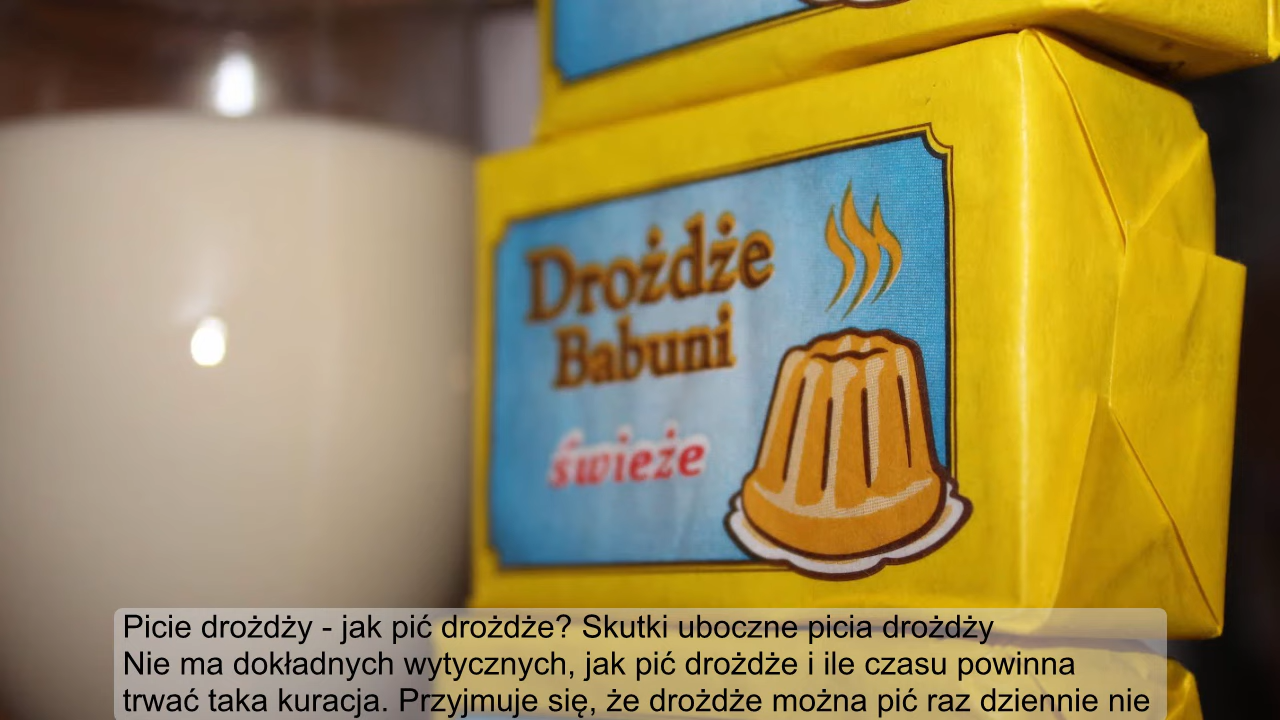 Drożdże
Babuni
świeże
Picie drożdży - jak pić drożdże? Skutki uboczne picia drożdży
Nie ma dokładnych wytycznych, jak pić drożdże i ile czasu powinna
trwać taka kuracja. Przyjmuje się, że drożdże można pić raz dziennie nie